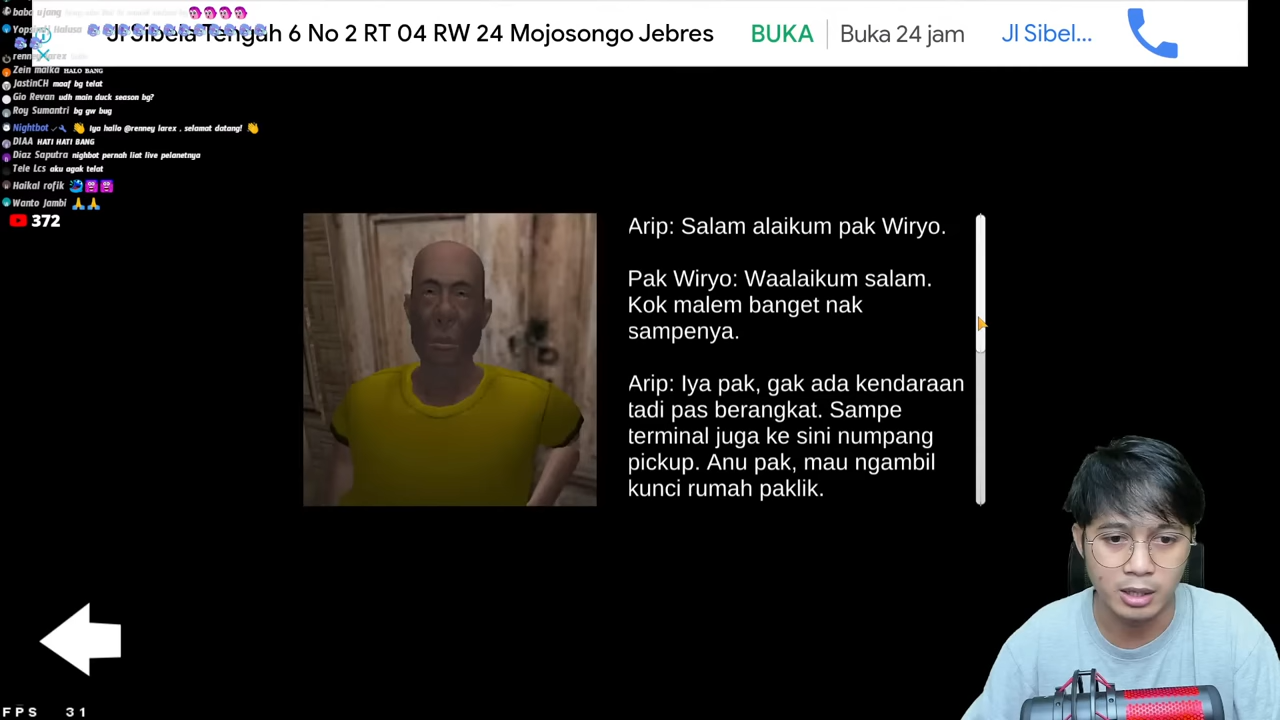 baba ujang
Jl Sibela Tengah 6 No 2 RT 04 RW 24 Mojosongo Jebres
BUKA
Buka 24 jam
Jl Sibel...
Zein malka HALO BANG
JastinCH maaf bg telat
Gio Revan udh main duck season bg?
Roy Sumantri bg gw bug
Nightbot Iya hallo @renney larex , selamat datang!
DIAA HATI HATI BANG
Diaz Saputra nighbot pernah liat live pelanetnya
Tele Lcs aku agak telat
Haikal rofik
Wanto Jambi
372
Arip: Salam alaikum pak Wiryo.
Pak Wiryo: Waalaikum salam.
Kok malem banget nak
sampenya.
Arip: Iya pak, gak ada kendaraan
tadi pas berangkat. Sampe
terminal juga ke sini numpang
pickup. Anu pak, mau ngambil
kunci rumah paklik.
FPS 31